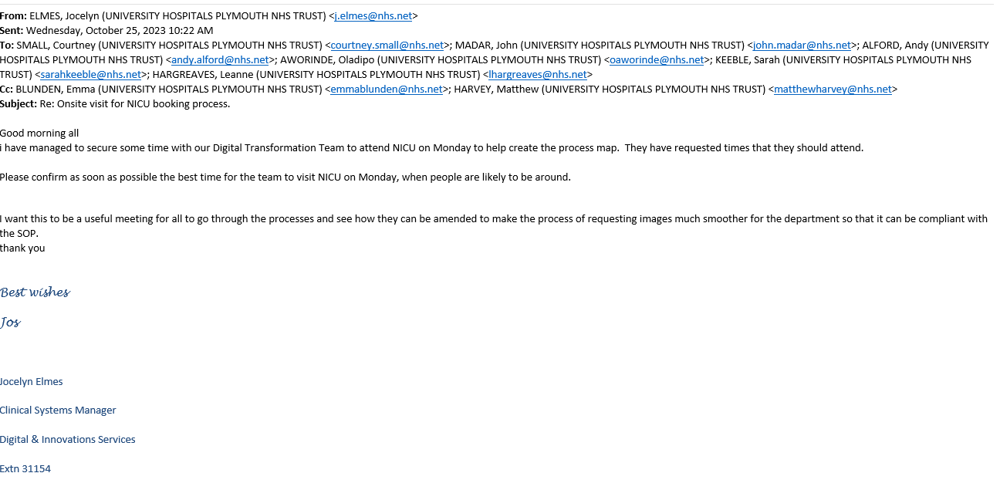 From: ELMES, Jocelyn (UNIVERSITY HOSPITALS PLYMOUTH NHS TRUST) <j.elmes@nhs.net>
Sent: Wednesday, October 25, 2023 10:22 AM
To: SMALL, Courtney (UNIVERSITY HOSPITALS PLYMOUTH NHS TRUST) <courtney.small@nhs.net>; MADAR, John (UNIVERSITY HOSPITALS PLYMOUTH NHS TRUST) <john.madar@nhs.net>; ALFORD, Andy (UNIVERSITY
HOSPITALS PLYMOUTH NHS TRUST) <andy.alford@nhs.net>; AWORINDE, Oladipo (UNIVERSITY HOSPITALS PLYMOUTH NHS TRUST) <oaworinde@nhs.net>; KEEBLE, Sarah (UNIVERSITY HOSPITALS PLYMOUTH NHS
TRUST) <sarahkeeble@nhs.net>; HARGREAVES, Leanne (UNIVERSITY HOSPITALS PLYMOUTH NHS TRUST) <lhargreaves@nhs.net>
Cc: BLUNDEN, Emma (UNIVERSITY HOSPITALS PLYMOUTH NHS TRUST) <emmablunden@nhs.net>; HARVEY, Matthew (UNIVERSITY HOSPITALS PLYMOUTH NHS TRUST) <matthewharvey@nhs.net>
Subject: Re: Onsite visit for NICU booking process.
Good morning all
i have managed to secure some time with our Digital Transformation Team to attend NICU on Monday to help create the process map.  They have requested times that they should attend.
Please confirm as soon as possible the best time for the team to visit NICU on Monday, when people are likely to be around.
I want this to be a useful meeting for all to go through the processes and see how they can be amended to make the process of requesting images much smoother for the department so that it can be compliant with
the SOP.
thank you
Best wishes
Jos
Jocelyn Elmes
Clinical Systems Manager
Digital & Innovations Services
Extn 31154